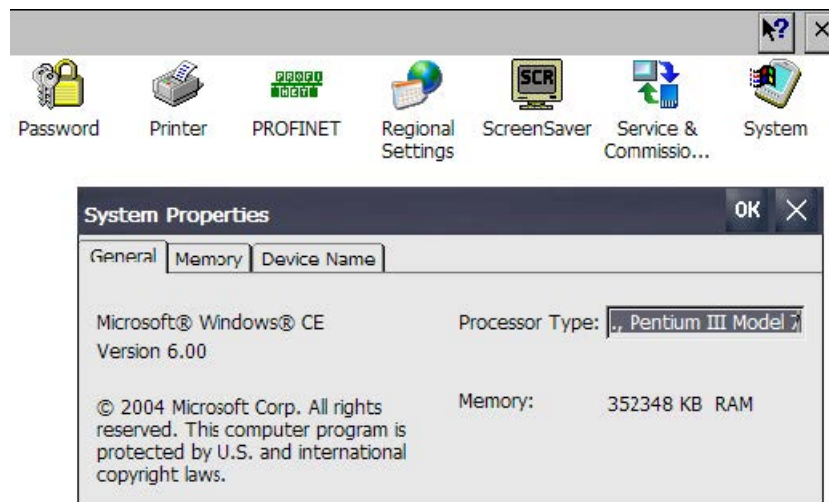 ?
PROFI
NET
SCR
Password
Printer
PROFINET
Regional
Settings
ScreenSaver
Service &
Commissio...
System
System Properties
OK
General
Memory
Device Name
Microsoft® Windows® CE
Version 6.00
Processor Type: ., Pentium III Model 7
© 2004 Microsoft Corp. All rights
reserved. This computer program is
protected by U.S. and international
copyright laws.
Memory: 352348 KB RAM